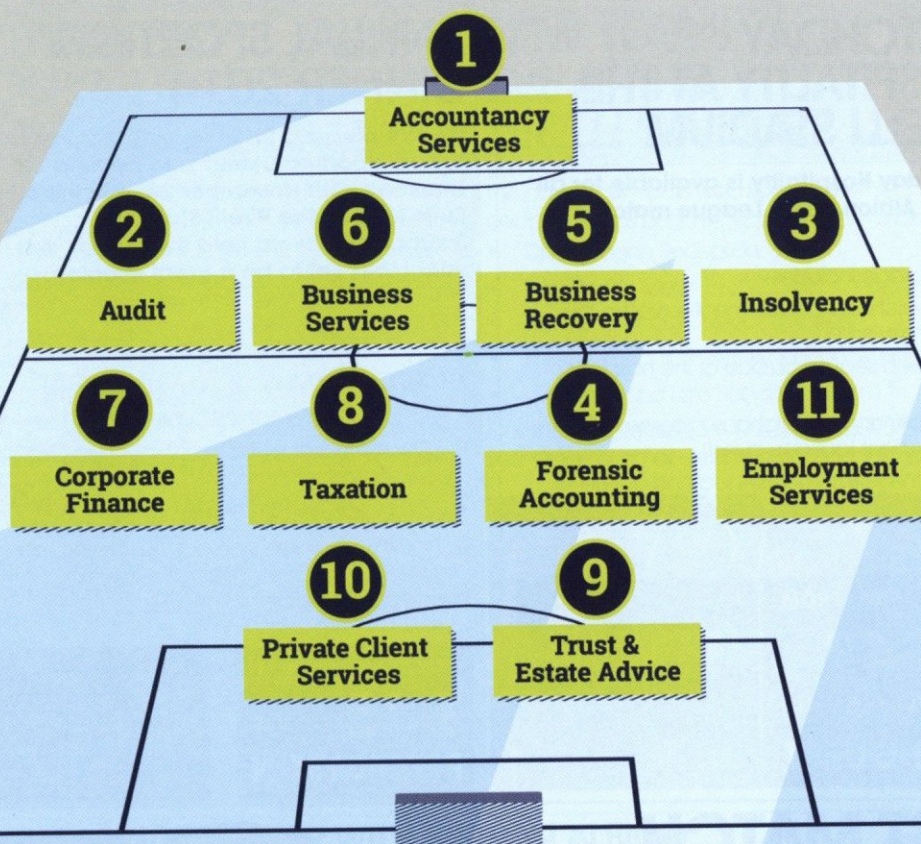 1
Accountancy
Services
2
Audit
6
Business
Services
5
Business
Recovery
3
Insolvency
7
Corporate
Finance
8
Taxation
4
Forensic
Accounting
11
Employment
Services
10
Private Client
Services
9
Trust &
Estate Advice